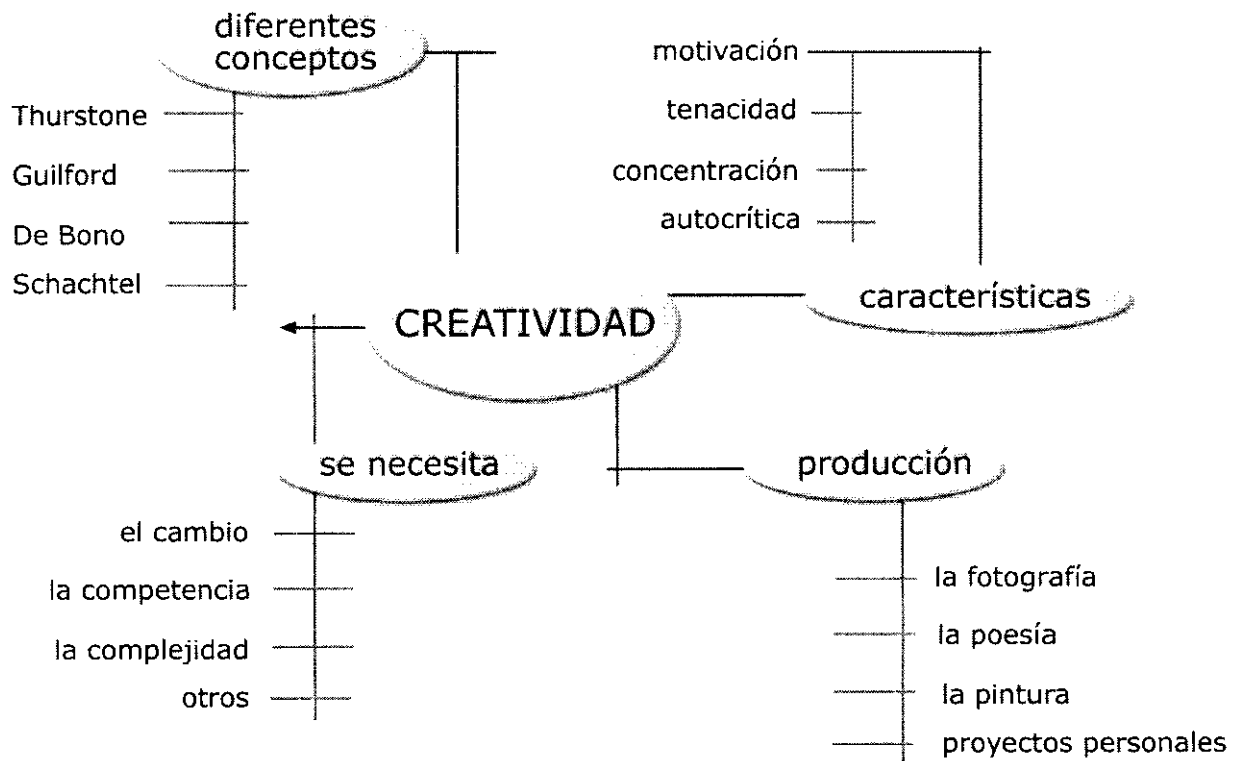 diferentes
conceptos
Thurstone
Guilford
De Bono
Schachtel
motivación
tenacidad
concentración
autocrítica
características
CREATIVIDAD
se necesita
el cambio
la competencia
la complejidad
otros
producción
la fotografía
la poesía
la pintura
proyectos personales